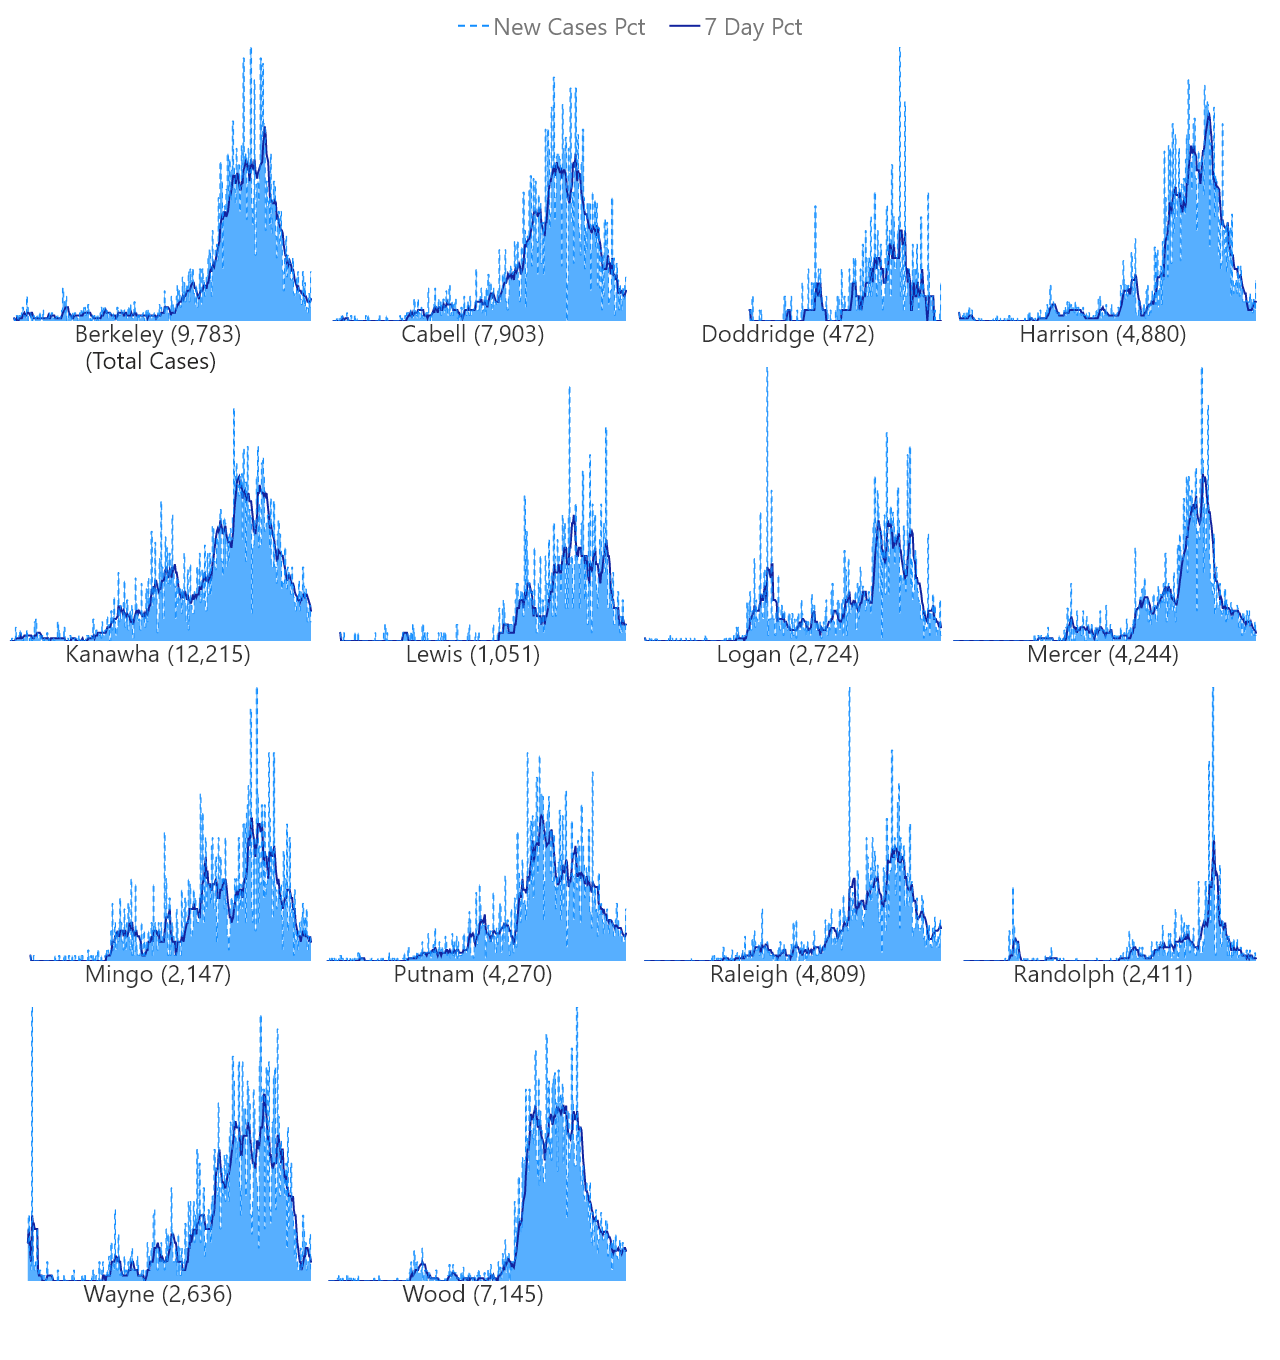 New Cases Pct 7 Day Pct
Berkeley (9,783)
(Total Cases)
Cabell (7,903)
Doddridge (472)
Harrison (4,880)
Kanawha (12,215)
Lewis (1,051)
Logan (2,724)
Mercer (4,244)
Mingo (2,147)
Putnam (4,270)
Raleigh (4,809)
Randolph (2,411)
Wayne (2,636)
Wood (7,145)